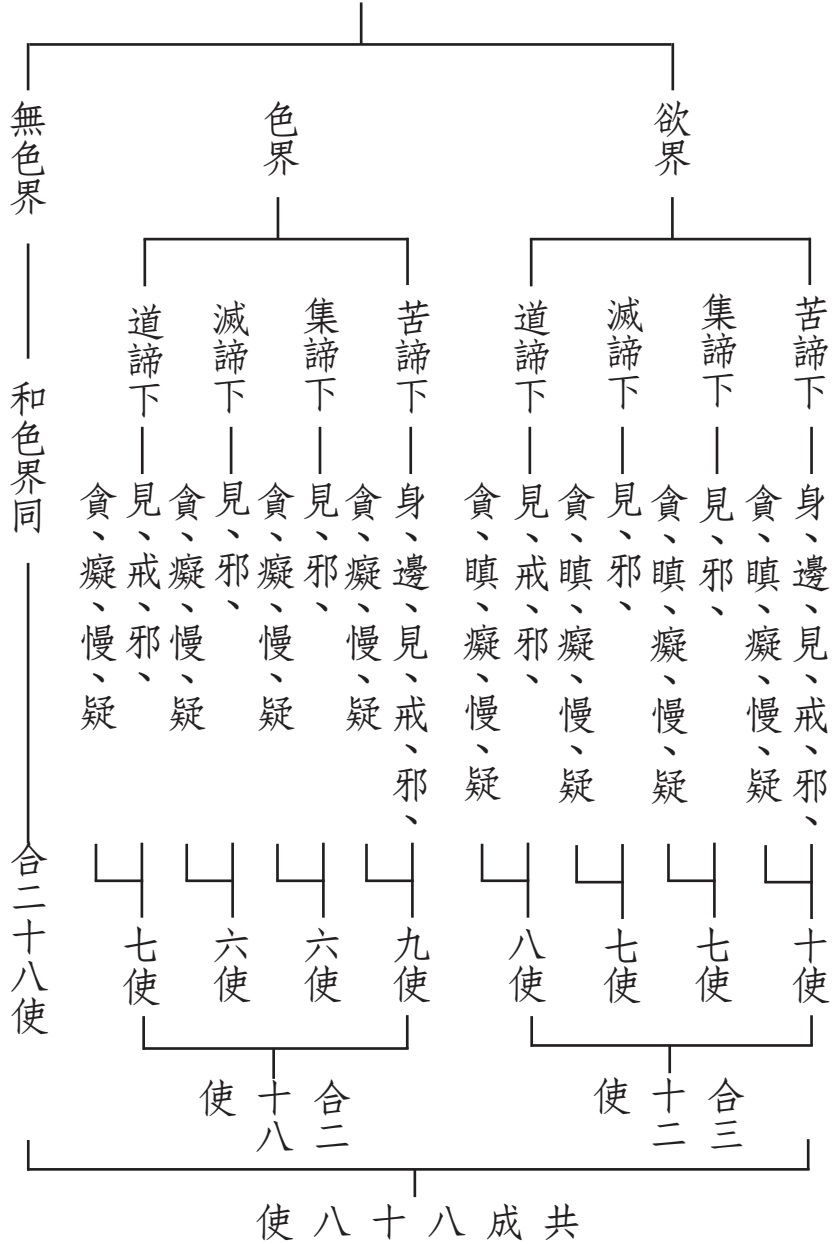 欲界
苦諦下
身、邊、見、戒、邪、
貪、瞋、癡、慢、疑
十使
集諦下
見、邪、
貪、瞋、癡、慢、疑
七使
滅諦下
見、邪、
貪、瞋、癡、慢、疑
七使
道諦下
見、戒、邪、
貪、瞋、癡、慢、疑
八使
合三
十二
使
色界
苦諦下
身、邊、見、戒、邪、
貪、癡、慢、疑
九使
集諦下
見、邪、
貪、癡、慢、疑
六使
滅諦下
見、邪、
貪、癡、慢、疑
六使
道諦下
見、戒、邪、
貪、癡、慢、疑
七使
合二
十八
使
無色界
和色界同
合二十八使
共成八十八使